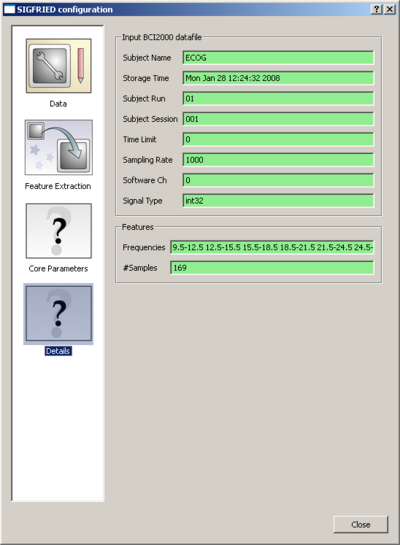 SIGFRIED configuration
Data
Feature Extraction
Core Parameters
Details
Input BCI2000 datafile
Subject Name ECOG
Storage Time Mon Jan 28 12:24:32 2008
Subject Run 01
Subject Session 001
Time Limit 0
Sampling Rate 1000
Software Ch 0
Signal Type int32
Features
Frequencies 9.5-12.5 12.5-15.5 15.5-18.5 18.5-21.5 21.5-24.5 24.5-
#Samples 169
Close